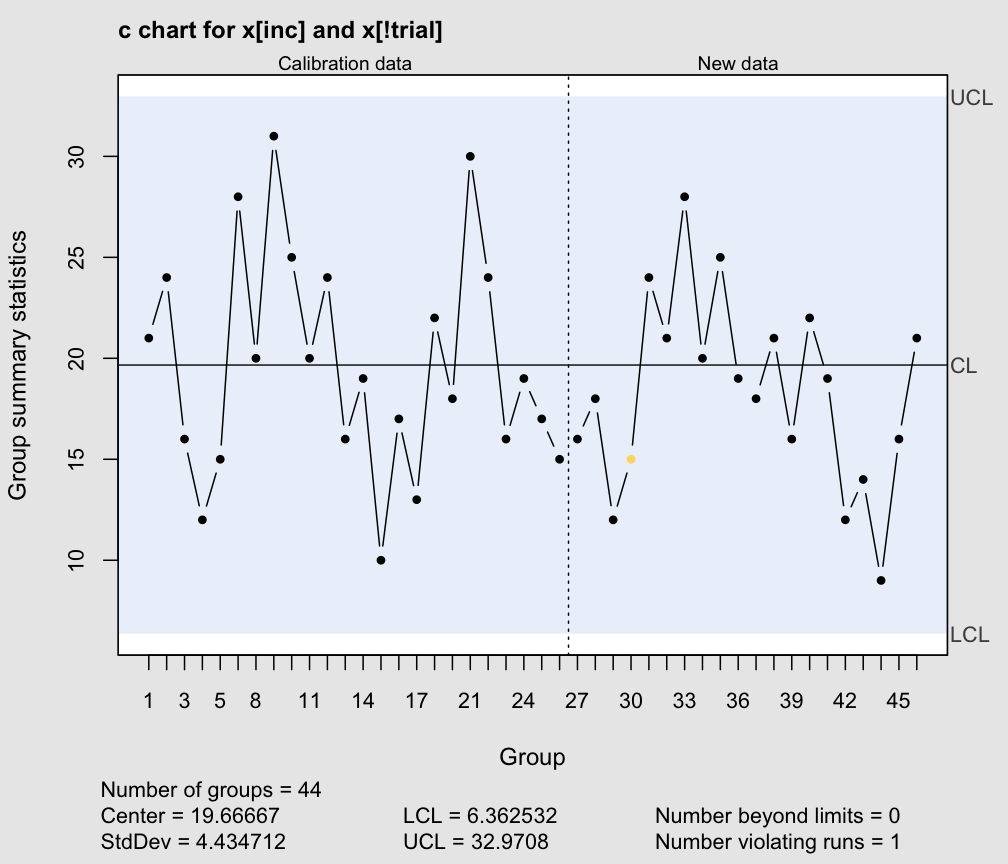 c chart for x[inc] and x[!trial]
Calibration data New data
UCL
CL
LCL
Group summary statistics
30
25
20
15
10
1 3 5 8 11 14 17 21 24 27 30 33 36 39 42 45
Group
Number of groups = 44
Center = 19.66667 LCL = 6.362532 Number beyond limits = 0
StdDev = 4.434712 UCL = 32.9708 Number violating runs = 1